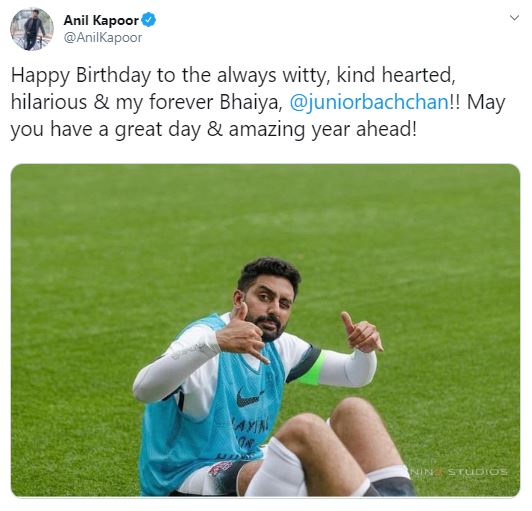 Anil Kapoor
@AnilKapoor
Happy Birthday to the always witty, kind hearted,
hilarious & my forever Bhaiya, @juniorbachchan!! May
you have a great day & amazing year ahead!
NINE STUDIOS